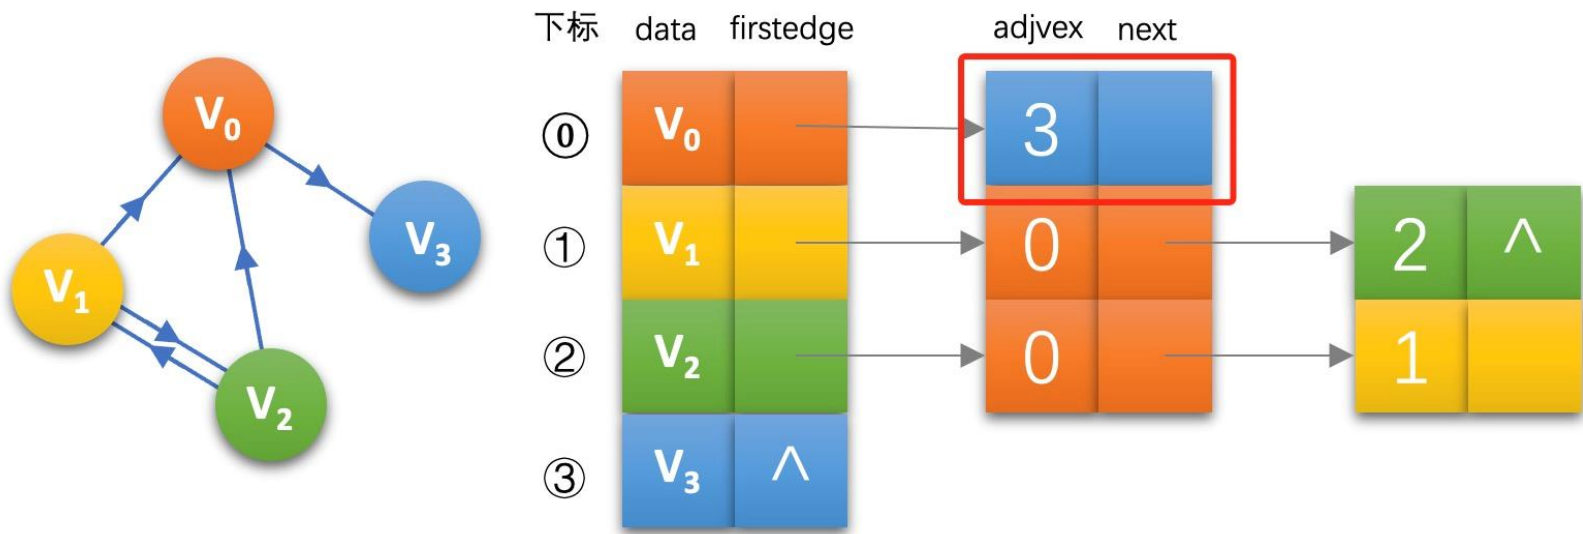 下标 data firstedge adjvex next
V0
V3
V1
V2
⓪ V0 3
① V1 0 2 ^
② V2 0 1
③ V3 ^